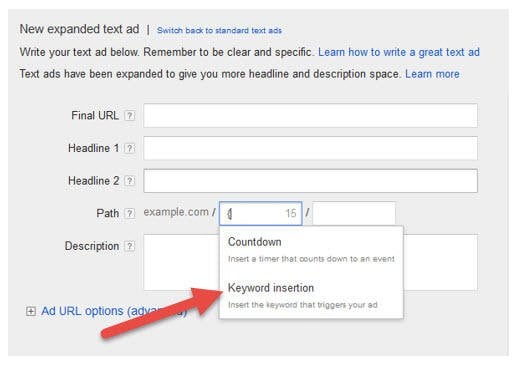 New expanded text ad | Switch back to standard text ads
Write your text ad below. Remember to be clear and specific. Learn how to write a great text ad
Text ads have been expanded to give you more headline and description space. Learn more
Final URL ?
Headline 1 ?
Headline 2 ?
Path ? example.com / { 15 /
Description ?
Countdown
Insert a timer that counts down to an event
Keyword insertion
Insert the keyword that triggers your ad
Ad URL options (advanced)